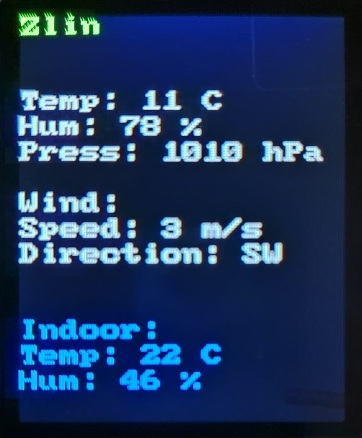 Zlin
Temp: 11 C
Hum: 78 %
Press: 1010 hPa
Wind:
Speed: 3 m/s
Direction: SW
Indoor:
Temp: 22 C
Hum: 46 %